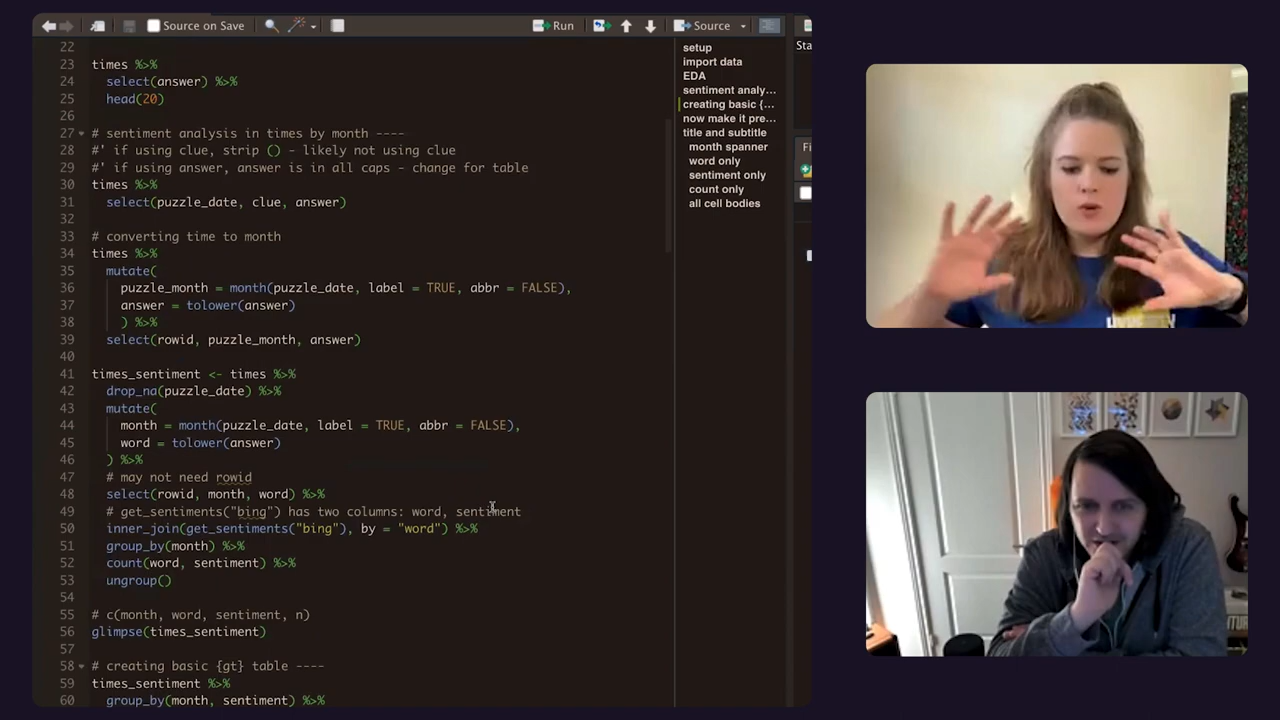 Source on Save
Run
Source
22
23 times %>%
24 select(answer) %>%
25 head(20)
26
27 # sentiment analysis in times by month ----
28 #' if using clue, strip () - likely not using clue
29 #' if using answer, answer is in all caps - change for table
30 times %>%
31 select(puzzle_date, clue, answer)
32
33 # converting time to month
34 times %>%
35 mutate(
36 puzzle_month = month(puzzle_date, label = TRUE, abbr = FALSE),
37 answer = tolower(answer)
38 ) %>%
39 select(rowid, puzzle_month, answer)
40
41 times_sentiment <- times %>%
42 drop_na(puzzle_date) %>%
43 mutate(
44 month = month(puzzle_date, label = TRUE, abbr = FALSE),
45 word = tolower(answer)
46 ) %>%
47 # may not need rowid
48 select(rowid, month, word) %>%
49 # get_sentiments("bing") has two columns: word, sentiment
50 inner_join(get_sentiments("bing"), by = "word") %>%
51 group_by(month) %>%
52 count(word, sentiment) %>%
53 ungroup()
54
55 # c(month, word, sentiment, n)
56 glimpse(times_sentiment)
57
58 # creating basic {gt} table ----
59 times_sentiment %>%
60 group_by(month, sentiment) %>%
setup
import data
EDA
sentiment analy...
creating basic {...
now make it pre...
title and subtitle
month spanner
word only
sentiment only
count only
all cell bodies
Sta
Fi